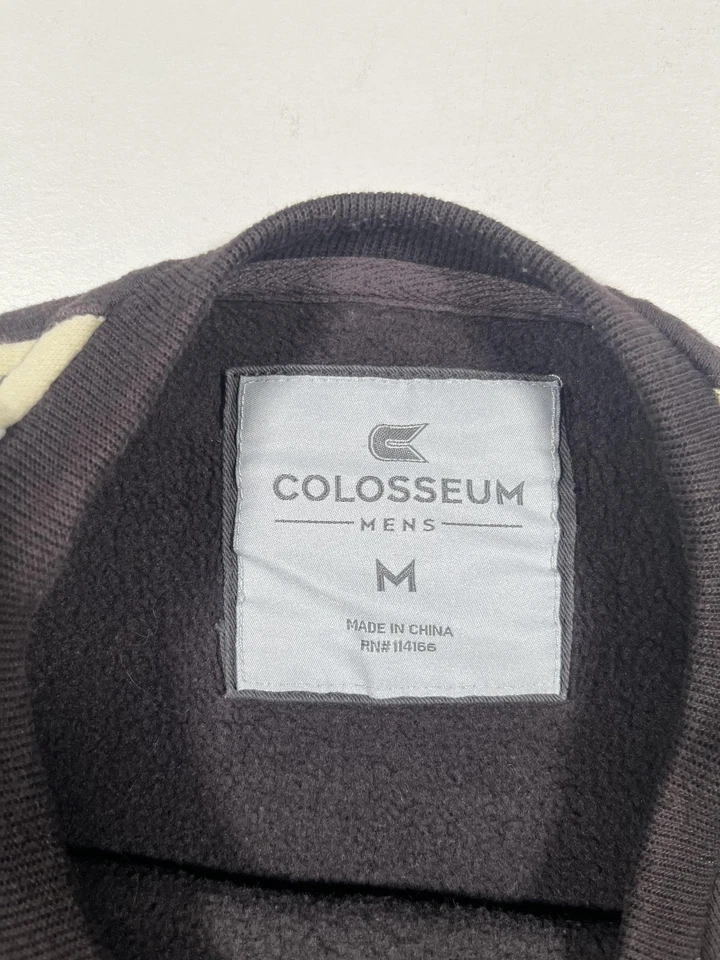 COLOSSEUM
MENS
M
MADE IN CHINA
RN#114166